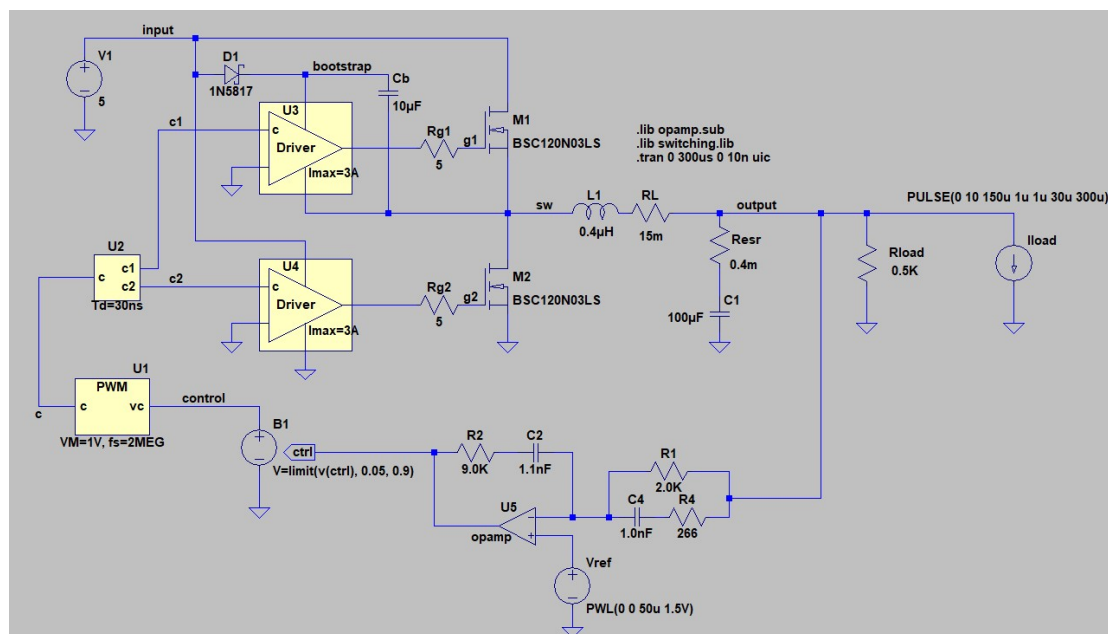 input
V1
5
D1
1N5817
bootstrap
Cb
10µF
U3
c
Driver
Imax=3A
c1
Rg1
5
g1
M1
BSC120N03LS
.lib opamp.sub
.lib switching.lib
.tran 0 300us 0 10n uic
sw
L1
0.4µH
RL
15m
output
PULSE(0 10 150u 1u 1u 30u 300u)
Iload
Rload
0.5K
Resr
0.4m
C1
100µF
U2
c
c1
c2
Td=30ns
c2
U4
c
Driver
Imax=3A
Rg2
5
g2
M2
BSC120N03LS
U1
PWM
c
vc
VM=1V, fs=2MEG
c
control
B1
V=limit(v(ctrl), 0.05, 0.9)
ctrl
R2
9.0K
C2
1.1nF
R1
2.0K
C4
1.0nF
R4
266
U5
opamp
Vref
PWL(0 0 50u 1.5V)